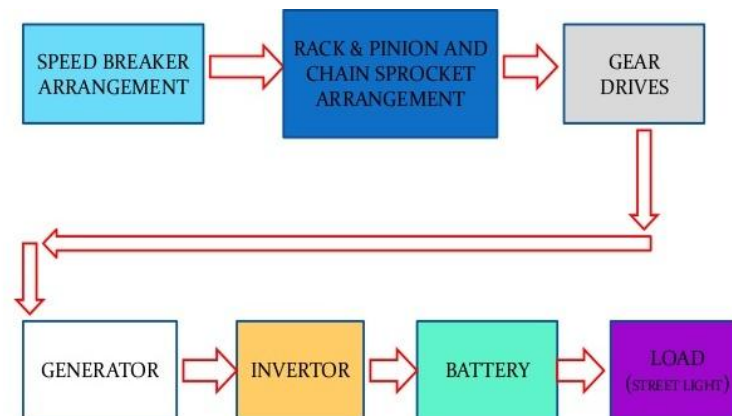 SPEED BREAKER
ARRANGEMENT
RACK & PINION AND
CHAIN SPROCKET
ARRANGEMENT
GEAR
DRIVES
GENERATOR
INVERTOR
BATTERY
LOAD
(STREET LIGHT)